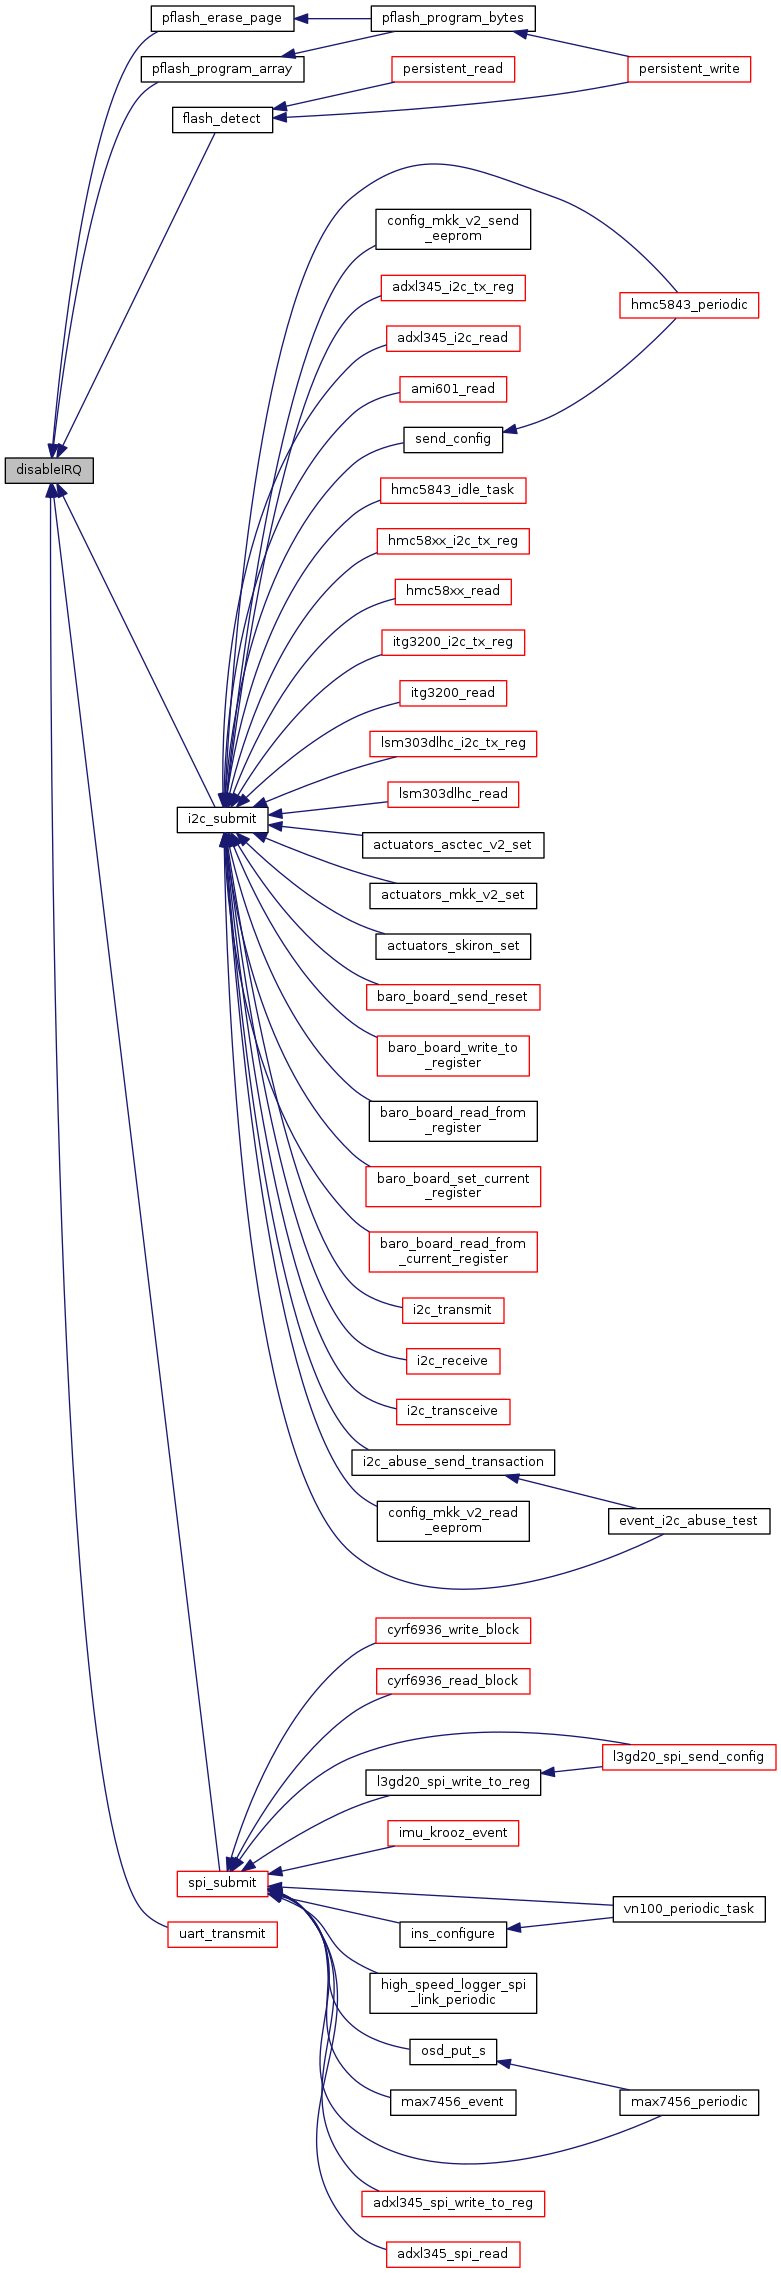 pflash_erase_page
pflash_program_bytes
pflash_program_array
persistent_read
persistent_write
flash_detect
config_mkk_v2_send
_eeprom
adxl345_i2c_tx_reg
hmc5843_periodic
adxl345_i2c_read
ami601_read
send_config
disableIRQ
hmc5843_idle_task
hmc58xx_i2c_tx_reg
hmc58xx_read
itg3200_i2c_tx_reg
itg3200_read
lsm303dlhc_i2c_tx_reg
lsm303dlhc_read
i2c_submit
actuators_asctec_v2_set
actuators_mkk_v2_set
actuators_skiron_set
baro_board_send_reset
baro_board_write_to
_register
baro_board_read_from
_register
baro_board_set_current
_register
baro_board_read_from
_current_register
i2c_transmit
i2c_receive
i2c_transceive
i2c_abuse_send_transaction
config_mkk_v2_read
_eeprom
event_i2c_abuse_test
cyrf6936_write_block
cyrf6936_read_block
l3gd20_spi_send_config
l3gd20_spi_write_to_reg
imu_krooz_event
spi_submit
vn100_periodic_task
uart_transmit
ins_configure
high_speed_logger_spi
_link_periodic
osd_put_s
max7456_event
max7456_periodic
adxl345_spi_write_to_reg
adxl345_spi_read